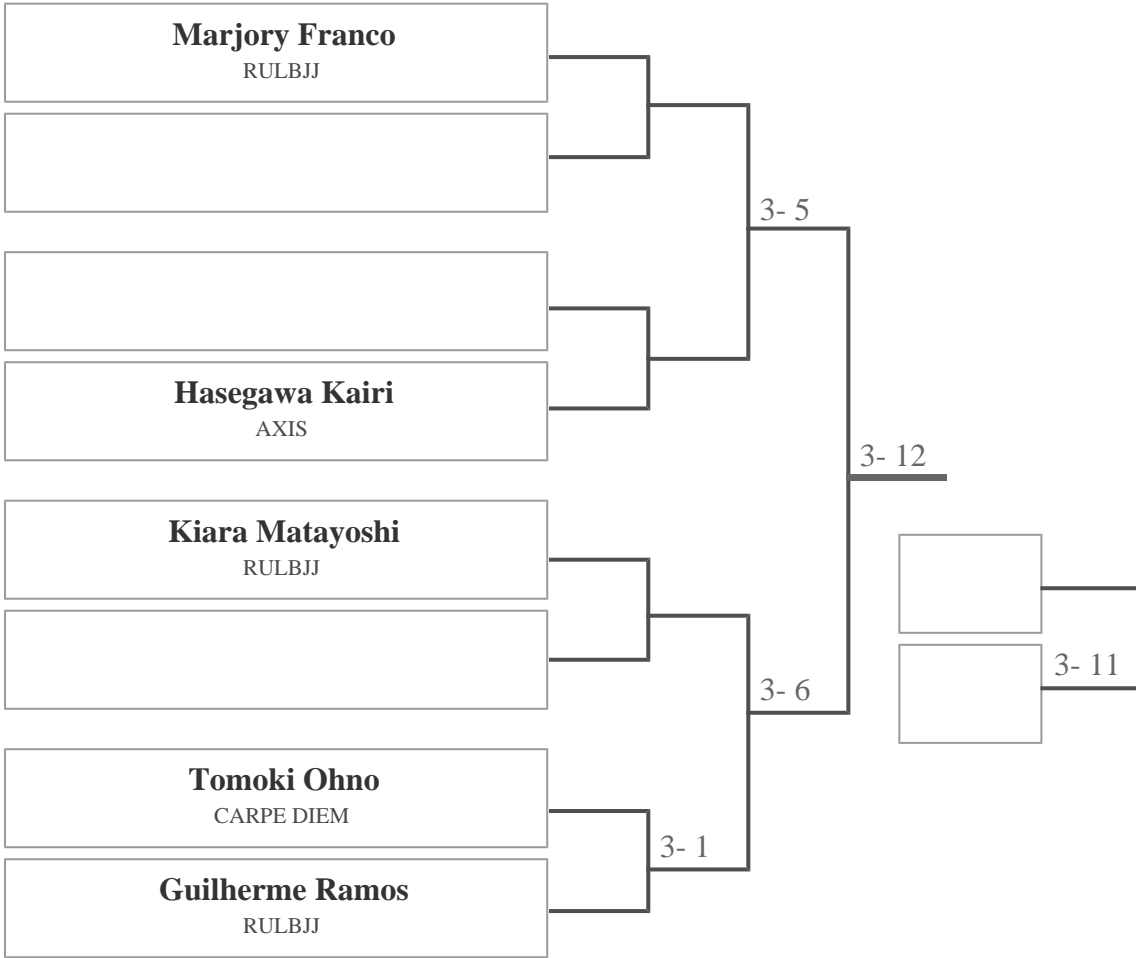 Marjory Franco
RULBJJ
3- 5
Hasegawa Kairi
AXIS
3- 12
Kiara Matayoshi
RULBJJ
3- 11
3- 6
Tomoki Ohno
CARPE DIEM
3- 1
Guilherme Ramos
RULBJJ